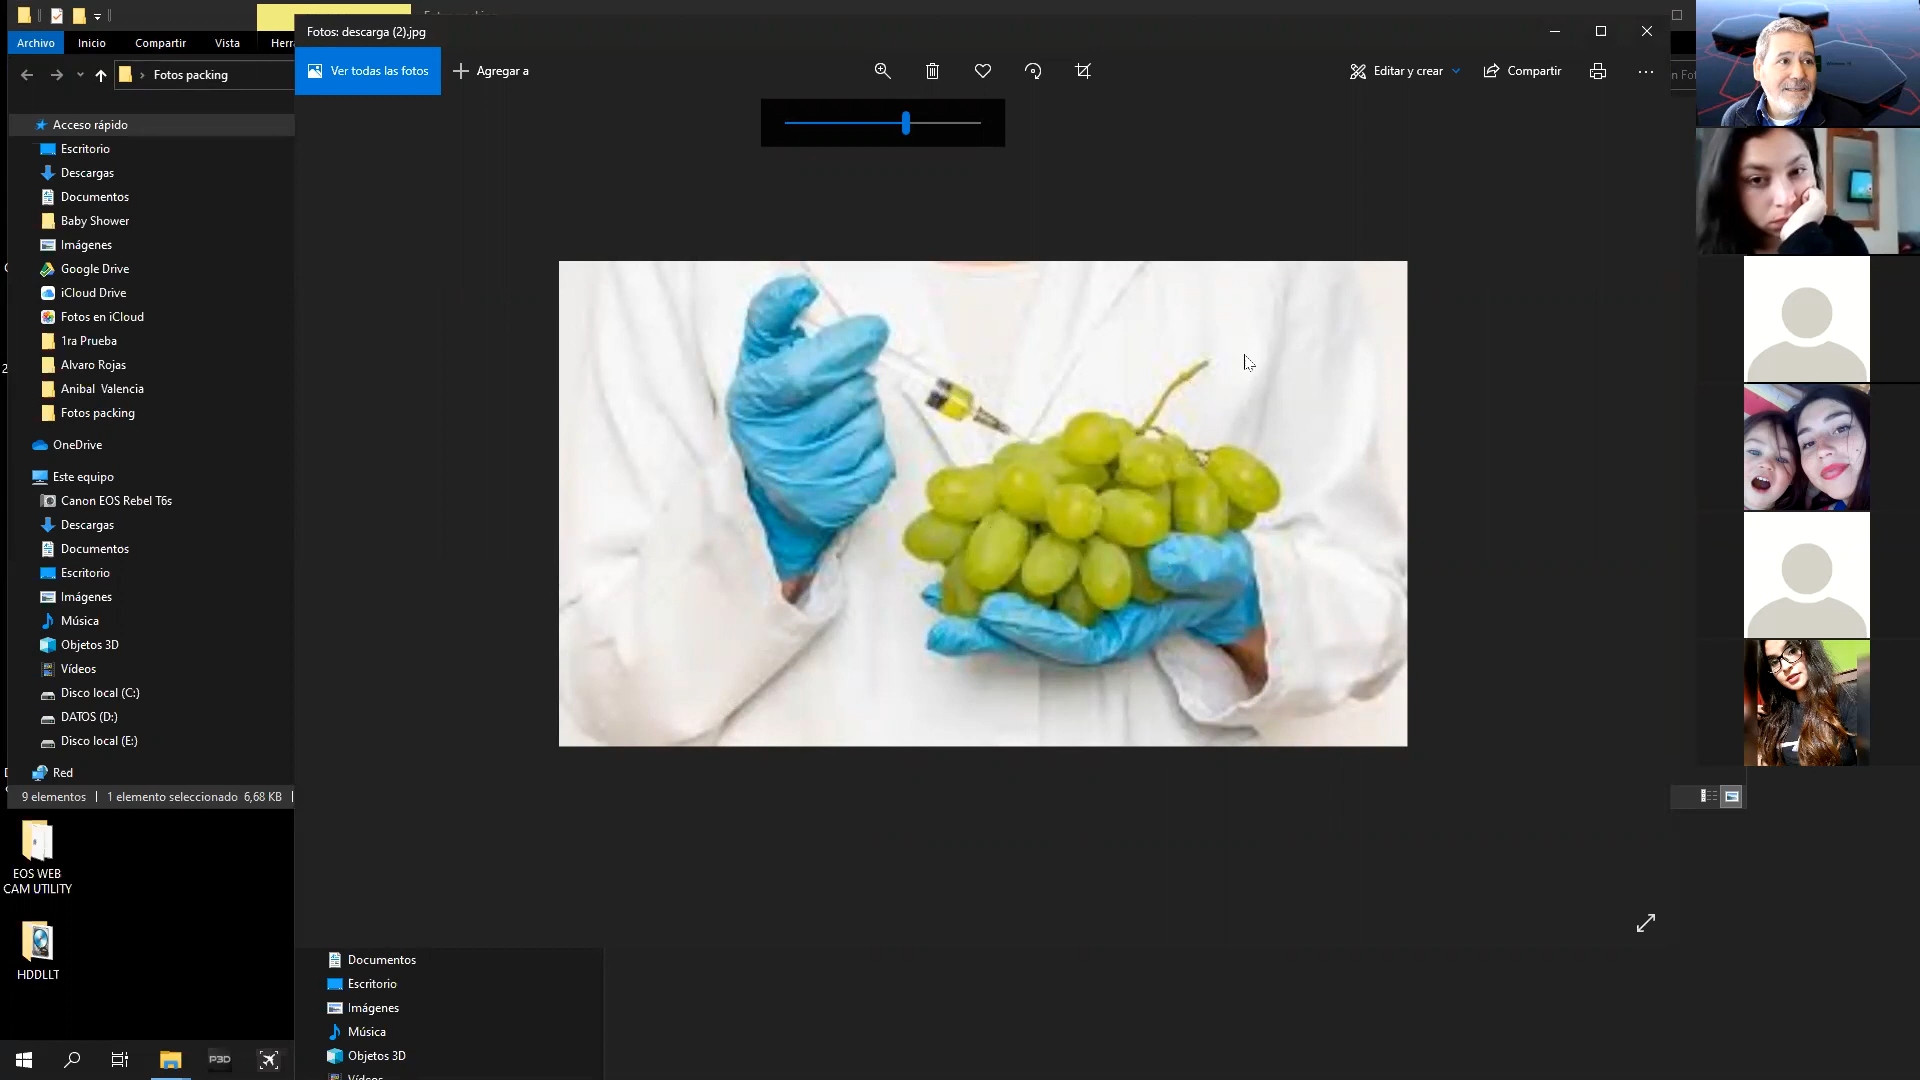 Archivo
Inicio
Compartir
Vista
Fotos: descarga (2).jpg
Ver todas las fotos
Agregar a
Editar y crear
Compartir
Fotos packing
Acceso rápido
Escritorio
Descargas
Documentos
Baby Shower
Imágenes
Google Drive
iCloud Drive
Fotos en iCloud
1ra Prueba
Alvaro Rojas
Anibal Valencia
Fotos packing
OneDrive
Este equipo
Canon EOS Rebel T6s
Descargas
Documentos
Escritorio
Imágenes
Música
Objetos 3D
Vídeos
Disco local (C:)
DATOS (D:)
Disco local (E:)
Red
9 elementos
1 elemento seleccionado 6,68 KB
EOS WEB
CAM UTILITY
HDDLLT
Documentos
Escritorio
Imágenes
Música
Objetos 3D
Vídeos
P3D